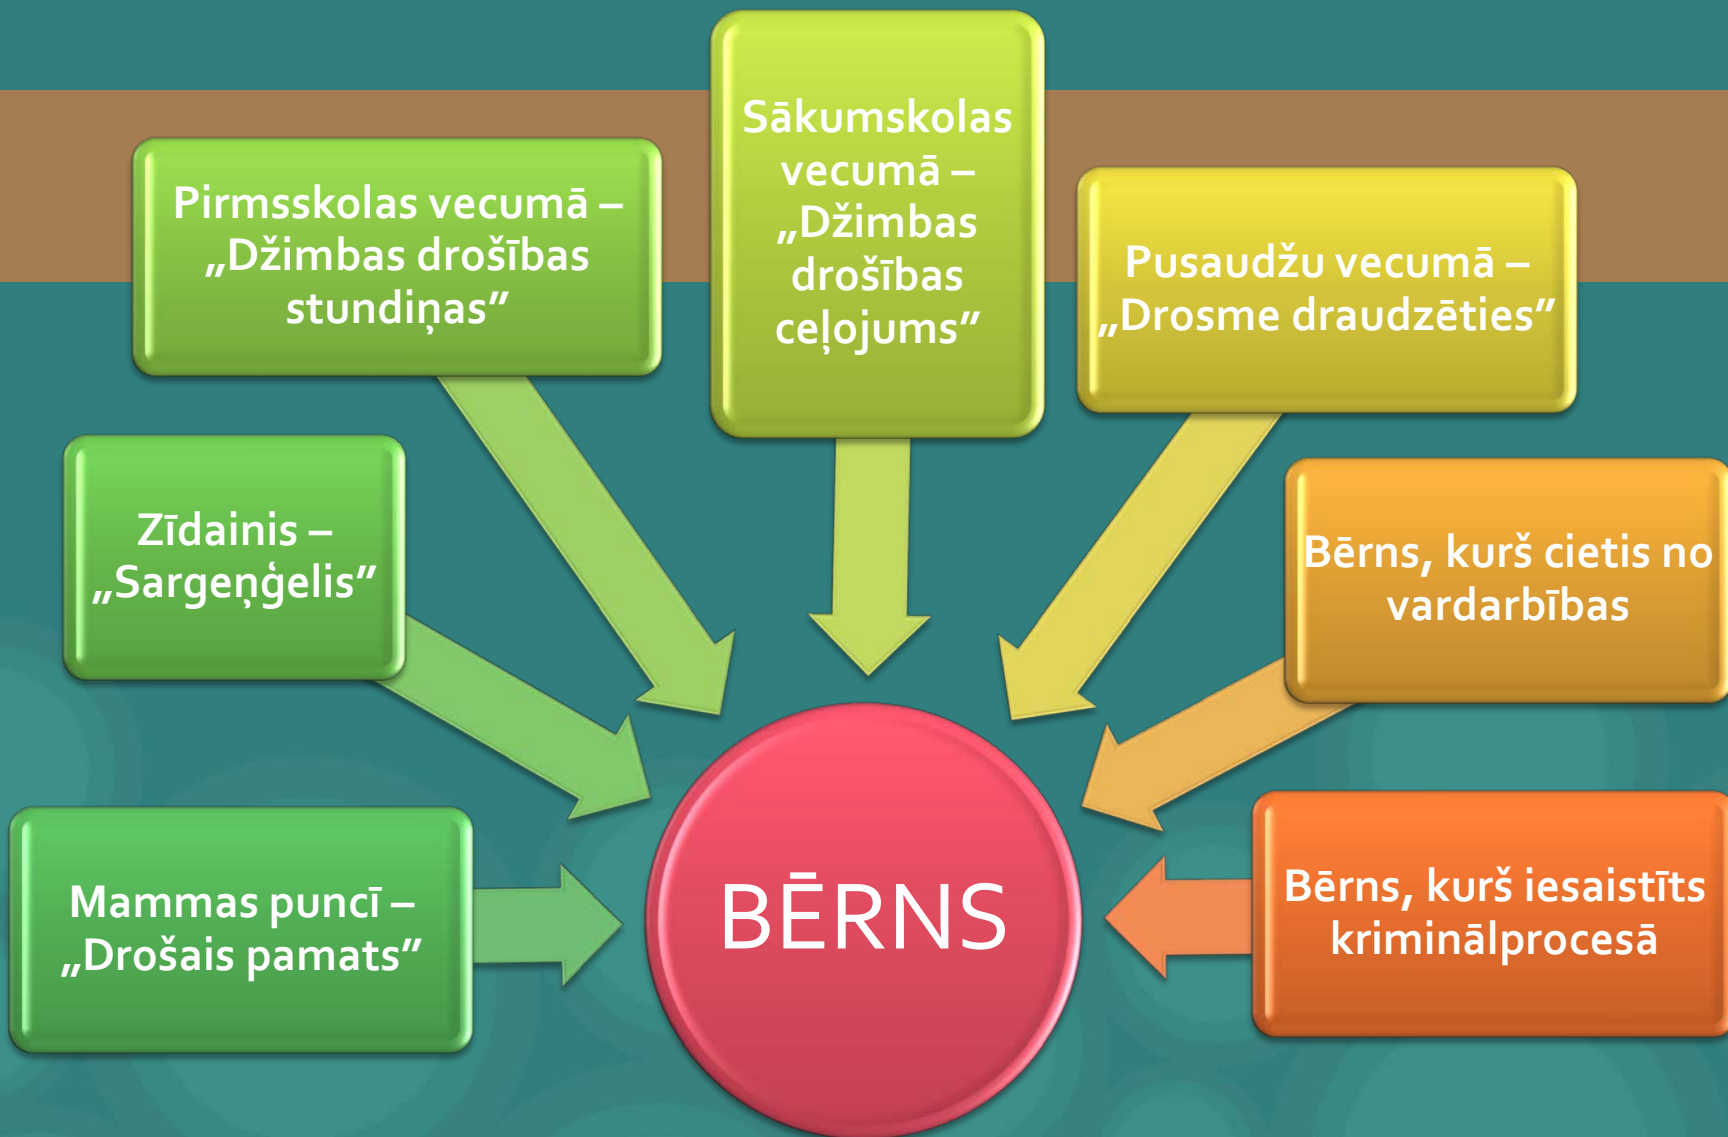 Sākumskolas
vecumā –
„Džimbas
drošības
ceļojums”
Pirmsskolas vecumā –
„Džimbas drošības
stundiņas”
Pusaudžu vecumā –
„Drosme draudzēties”
Zīdainis –
„Sargeņģelis”
Bērns, kurš cietis no
vardarbības
Mammas puncī –
„Drošais pamats”
BĒRNS
Bērns, kurš iesaistīts
kriminālprocesā